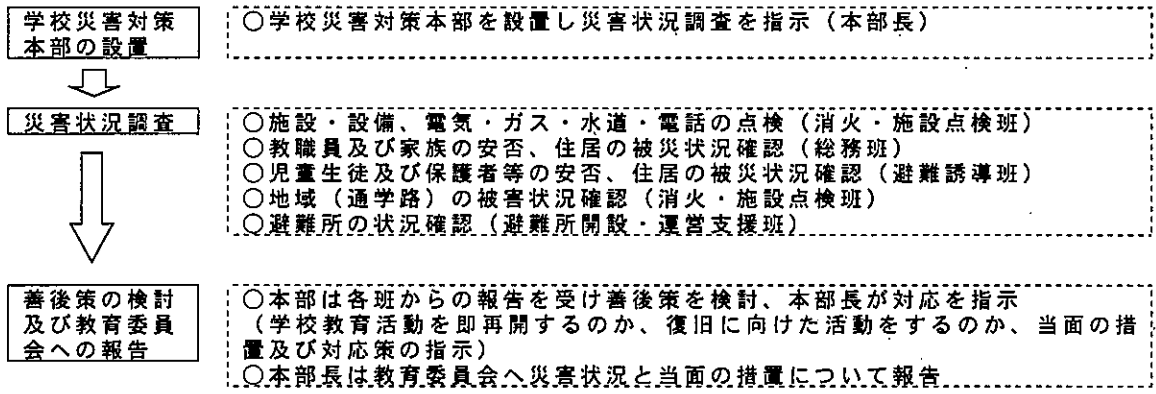 学校災害対策
本部の設置
○学校災害対策本部を設置し災害状況調査を指示（本部長）
災害状況調査
○施設・設備、電気・ガス・水道・電話の点検（消火・施設点検班）
○教職員及び家族の安否、住居の被災状況確認（総務班）
○児童生徒及び保護者等の安否、住居の被災状況確認（避難誘導班）
○地域（通学路）の被害状況確認（消火・施設点検班）
○避難所の状況確認（避難所開設・運営支援班）
善後策の検討
及び教育委員
会への報告
○本部は各班からの報告を受け善後策を検討、本部長が対応を指示
（学校教育活動を即再開するのか、復旧に向けた活動をするのか、当面の措
置及び対応策の指示）
○本部長は教育委員会へ災害状況と当面の措置について報告